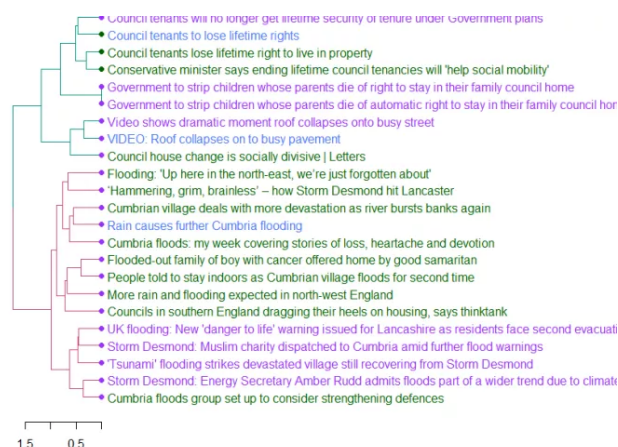 Council tenants will no longer get lifetime security of tenure under Government plans
Council tenants to lose lifetime rights
Council tenants lose lifetime right to live in property
Conservative minister says ending lifetime council tenancies will 'help social mobility'
Government to strip children whose parents die of right to stay in their family council home
Government to strip children whose parents die of automatic right to stay in their family council hor
Video shows dramatic moment roof collapses onto busy street
VIDEO: Roof collapses on to busy pavement
Council house change is socially divisive | Letters
Flooding: 'Up here in the north-east, we're just forgotten about'
'Hammering, grim, brainless' – how Storm Desmond hit Lancaster
Cumbrian village deals with more devastation as river bursts banks again
Rain causes further Cumbria flooding
Cumbria floods: my week covering stories of loss, heartache and devotion
Flooded-out family of boy with cancer offered home by good samaritan
People told to stay indoors as Cumbrian village floods for second time
More rain and flooding expected in north-west England
Councils in southern England dragging their heels on housing, says thinktank
UK flooding: New 'danger to life' warning issued for Lancashire as residents face second evacuati
Storm Desmond: Muslim charity dispatched to Cumbria amid further flood warnings
'Tsunami' flooding strikes devastated village still recovering from Storm Desmond
Storm Desmond: Energy Secretary Amber Rudd admits floods part of a wider trend due to climate
Cumbria floods group set up to consider strengthening defences
1.5 0.5